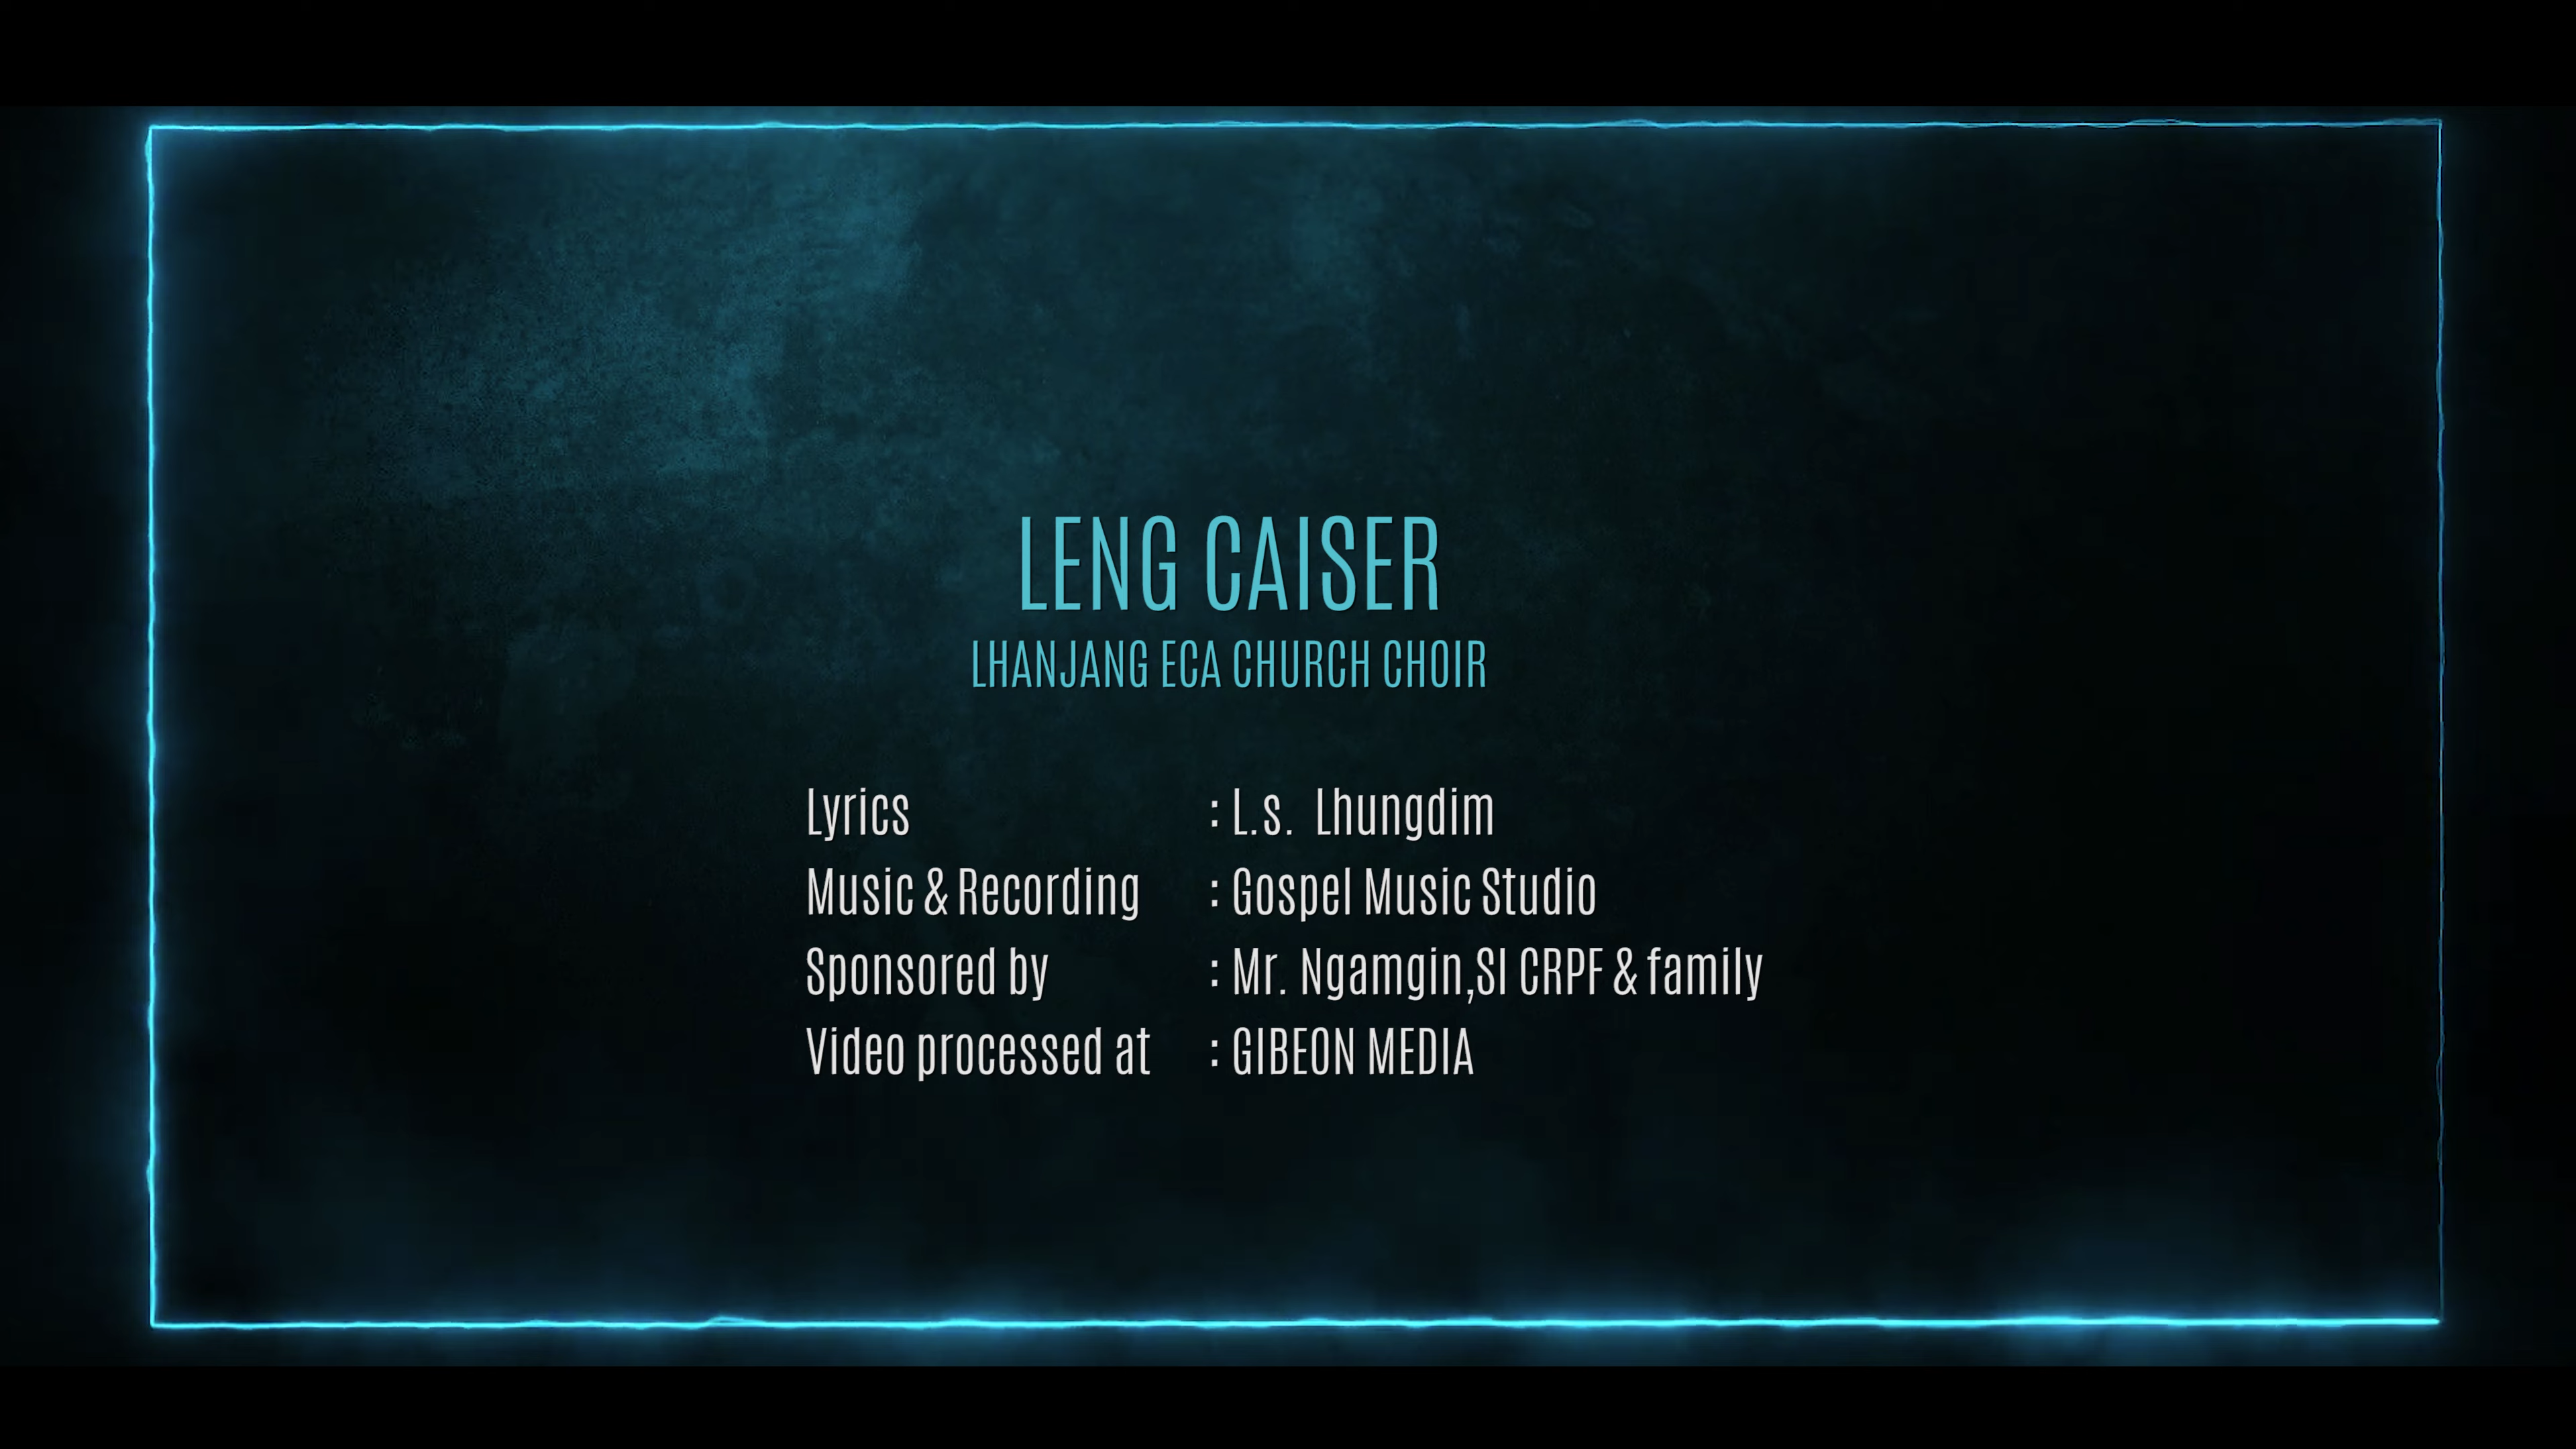 LENG CAISER
LHANJANG ECA CHURCH CHOIR
Lyrics : L.s. Lhungdim
Music & Recording : Gospel Music Studio
Sponsored by : Mr. Ngamgin,SI CRPF & family
Video processed at : GIBEON MEDIA